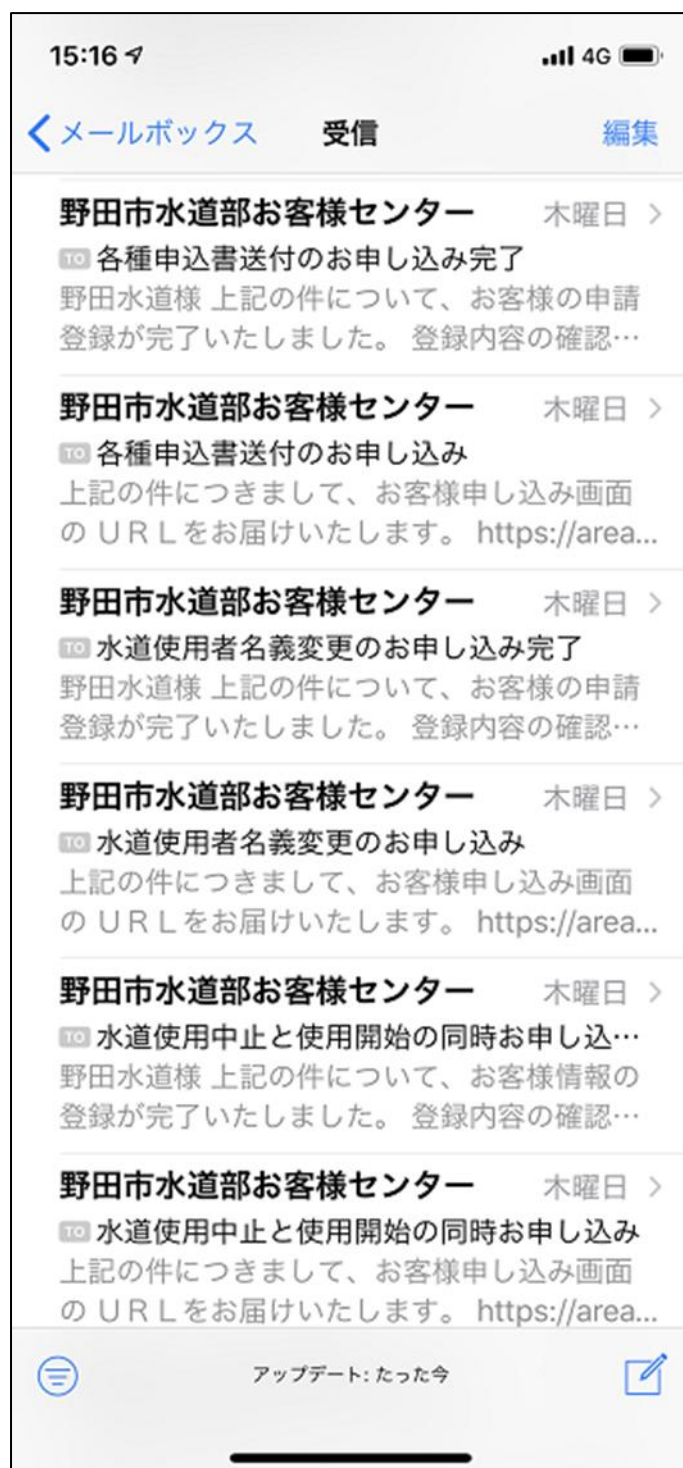 15:16 4G
メールボックス 受信 編集
野田市水道部お客様センター 木曜日
TO 各種申込書送付のお申し込み完了
野田水道様 上記の件について、お客様の申請
登録が完了いたしました。 登録内容の確認…
野田市水道部お客様センター 木曜日
TO 各種申込書送付のお申し込み
上記の件につきまして、お客様申し込み画面
の ＵＲＬをお届けいたします。 https://area...
野田市水道部お客様センター 木曜日
TO 水道使用者名義変更のお申し込み完了
野田水道様 上記の件について、お客様の申請
登録が完了いたしました。 登録内容の確認…
野田市水道部お客様センター 木曜日
TO 水道使用者名義変更のお申し込み
上記の件につきまして、お客様申し込み画面
の ＵＲＬをお届けいたします。 https://area...
野田市水道部お客様センター 木曜日
TO 水道使用中止と使用開始の同時お申し込…
野田水道様 上記の件について、お客様情報の
登録が完了いたしました。 登録内容の確認…
野田市水道部お客様センター 木曜日
TO 水道使用中止と使用開始の同時お申し込み
上記の件につきまして、お客様申し込み画面
の ＵＲＬをお届けいたします。 https://area...
アップデート: たった今